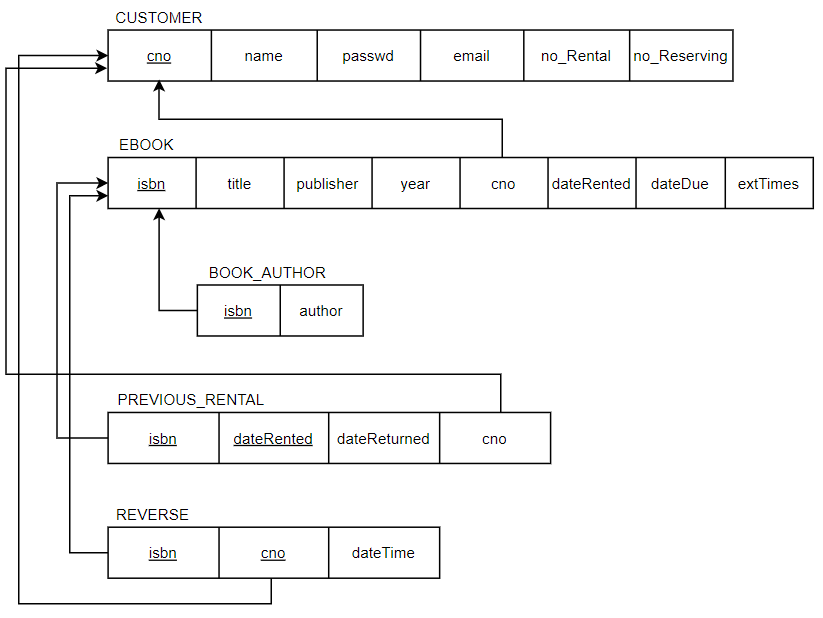 CUSTOMER
cno name passwd email no_Rental no_Reserving
EBOOK
isbn title publisher year cno dateRented dateDue extTimes
BOOK_AUTHOR
isbn author
PREVIOUS_RENTAL
isbn dateRented dateReturned cno
REVERSE
isbn cno dateTime